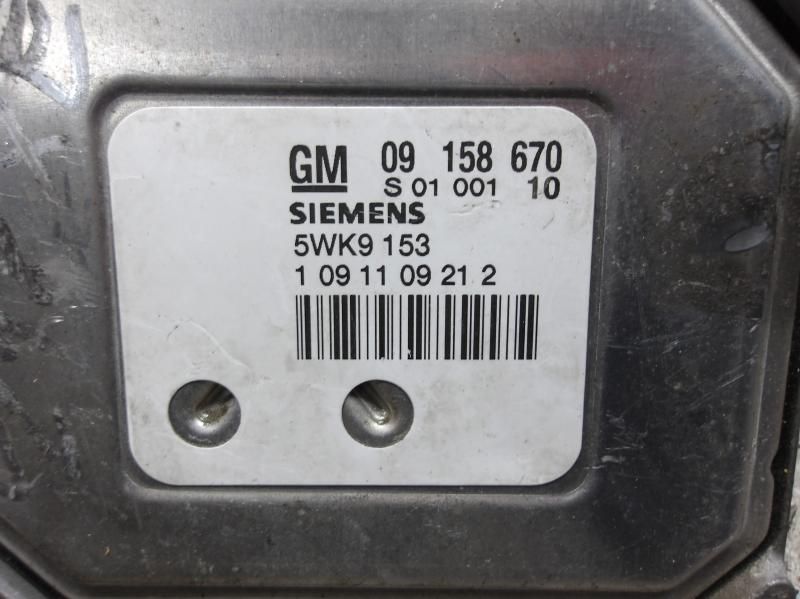 GM 09 158 670
S 01 001 10
SIEMENS
5WK9 153
1 09 11 09 21 2